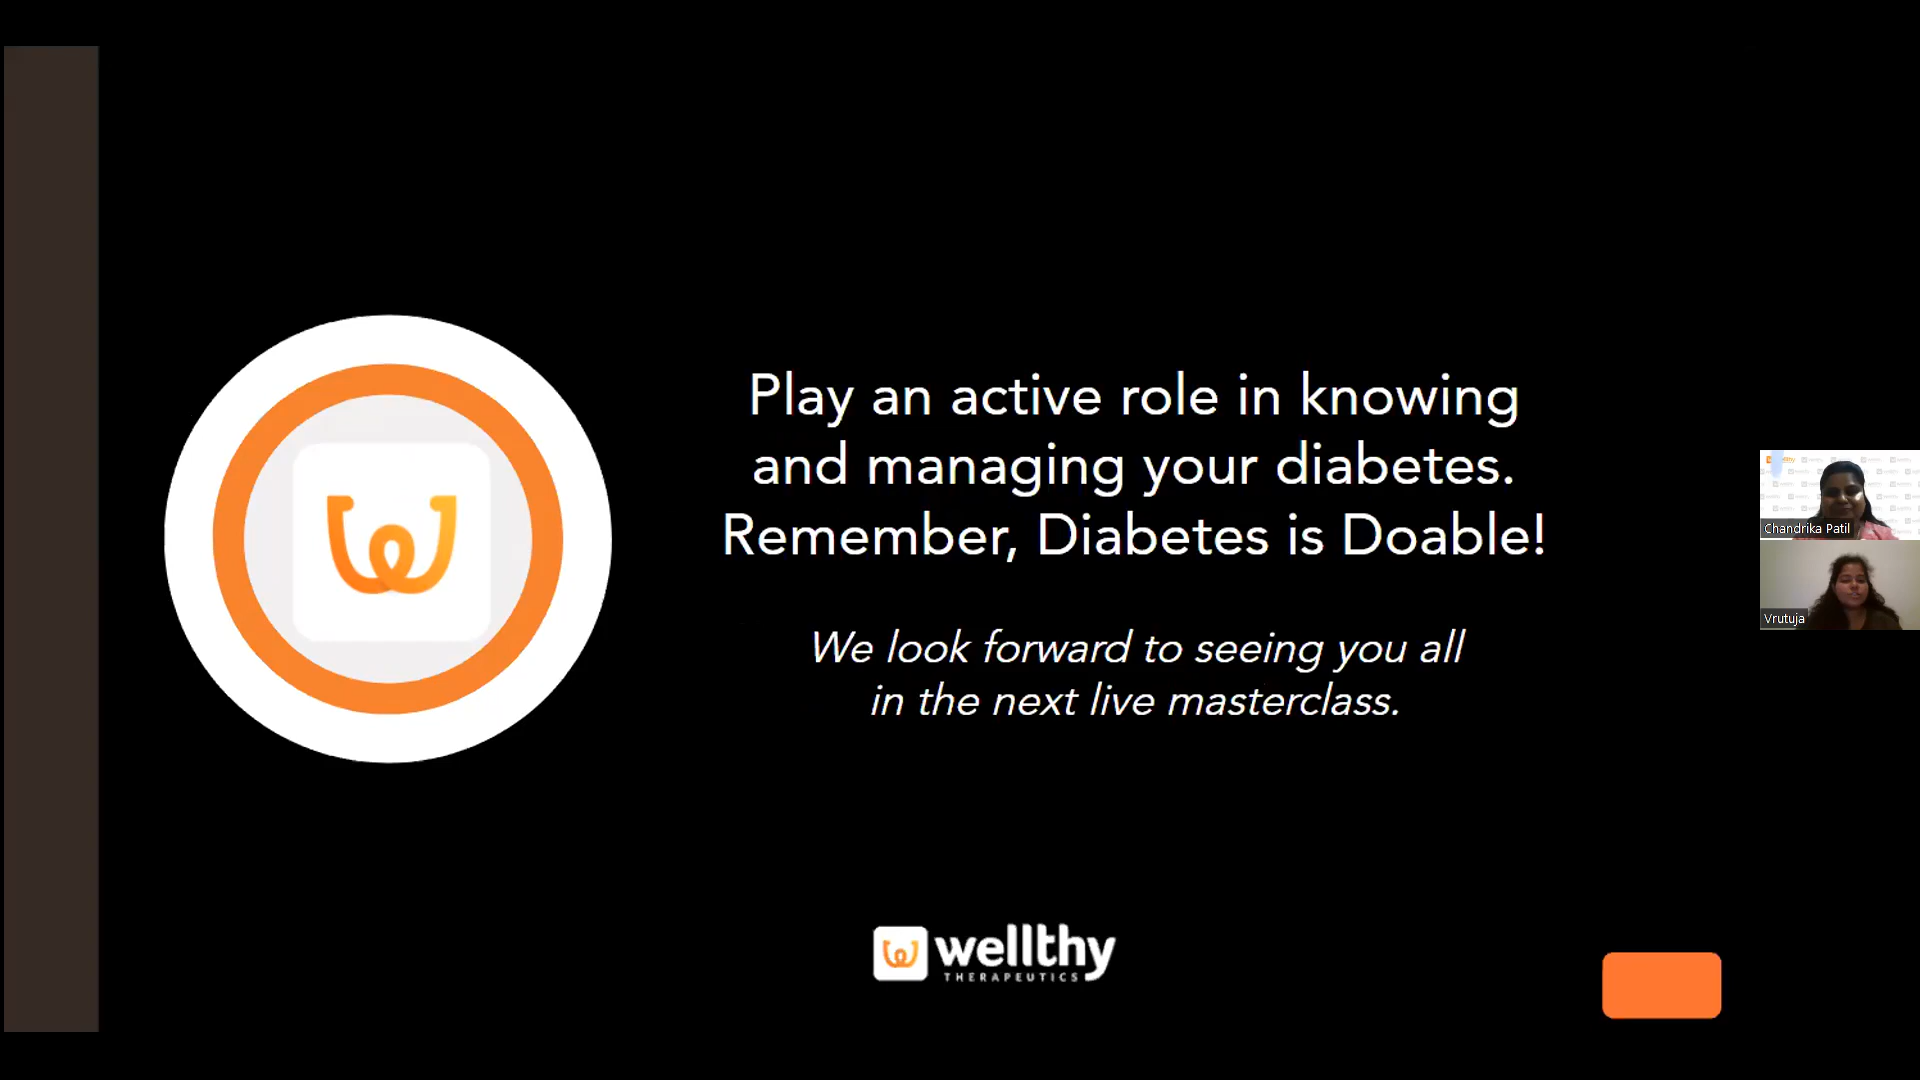 Play an active role in knowing
and managing your diabetes.
Remember, Diabetes is Doable!
We look forward to seeing you all
in the next live masterclass.
wellthy
THERAPEUTICS
Chandrika Patil
Vrutuja